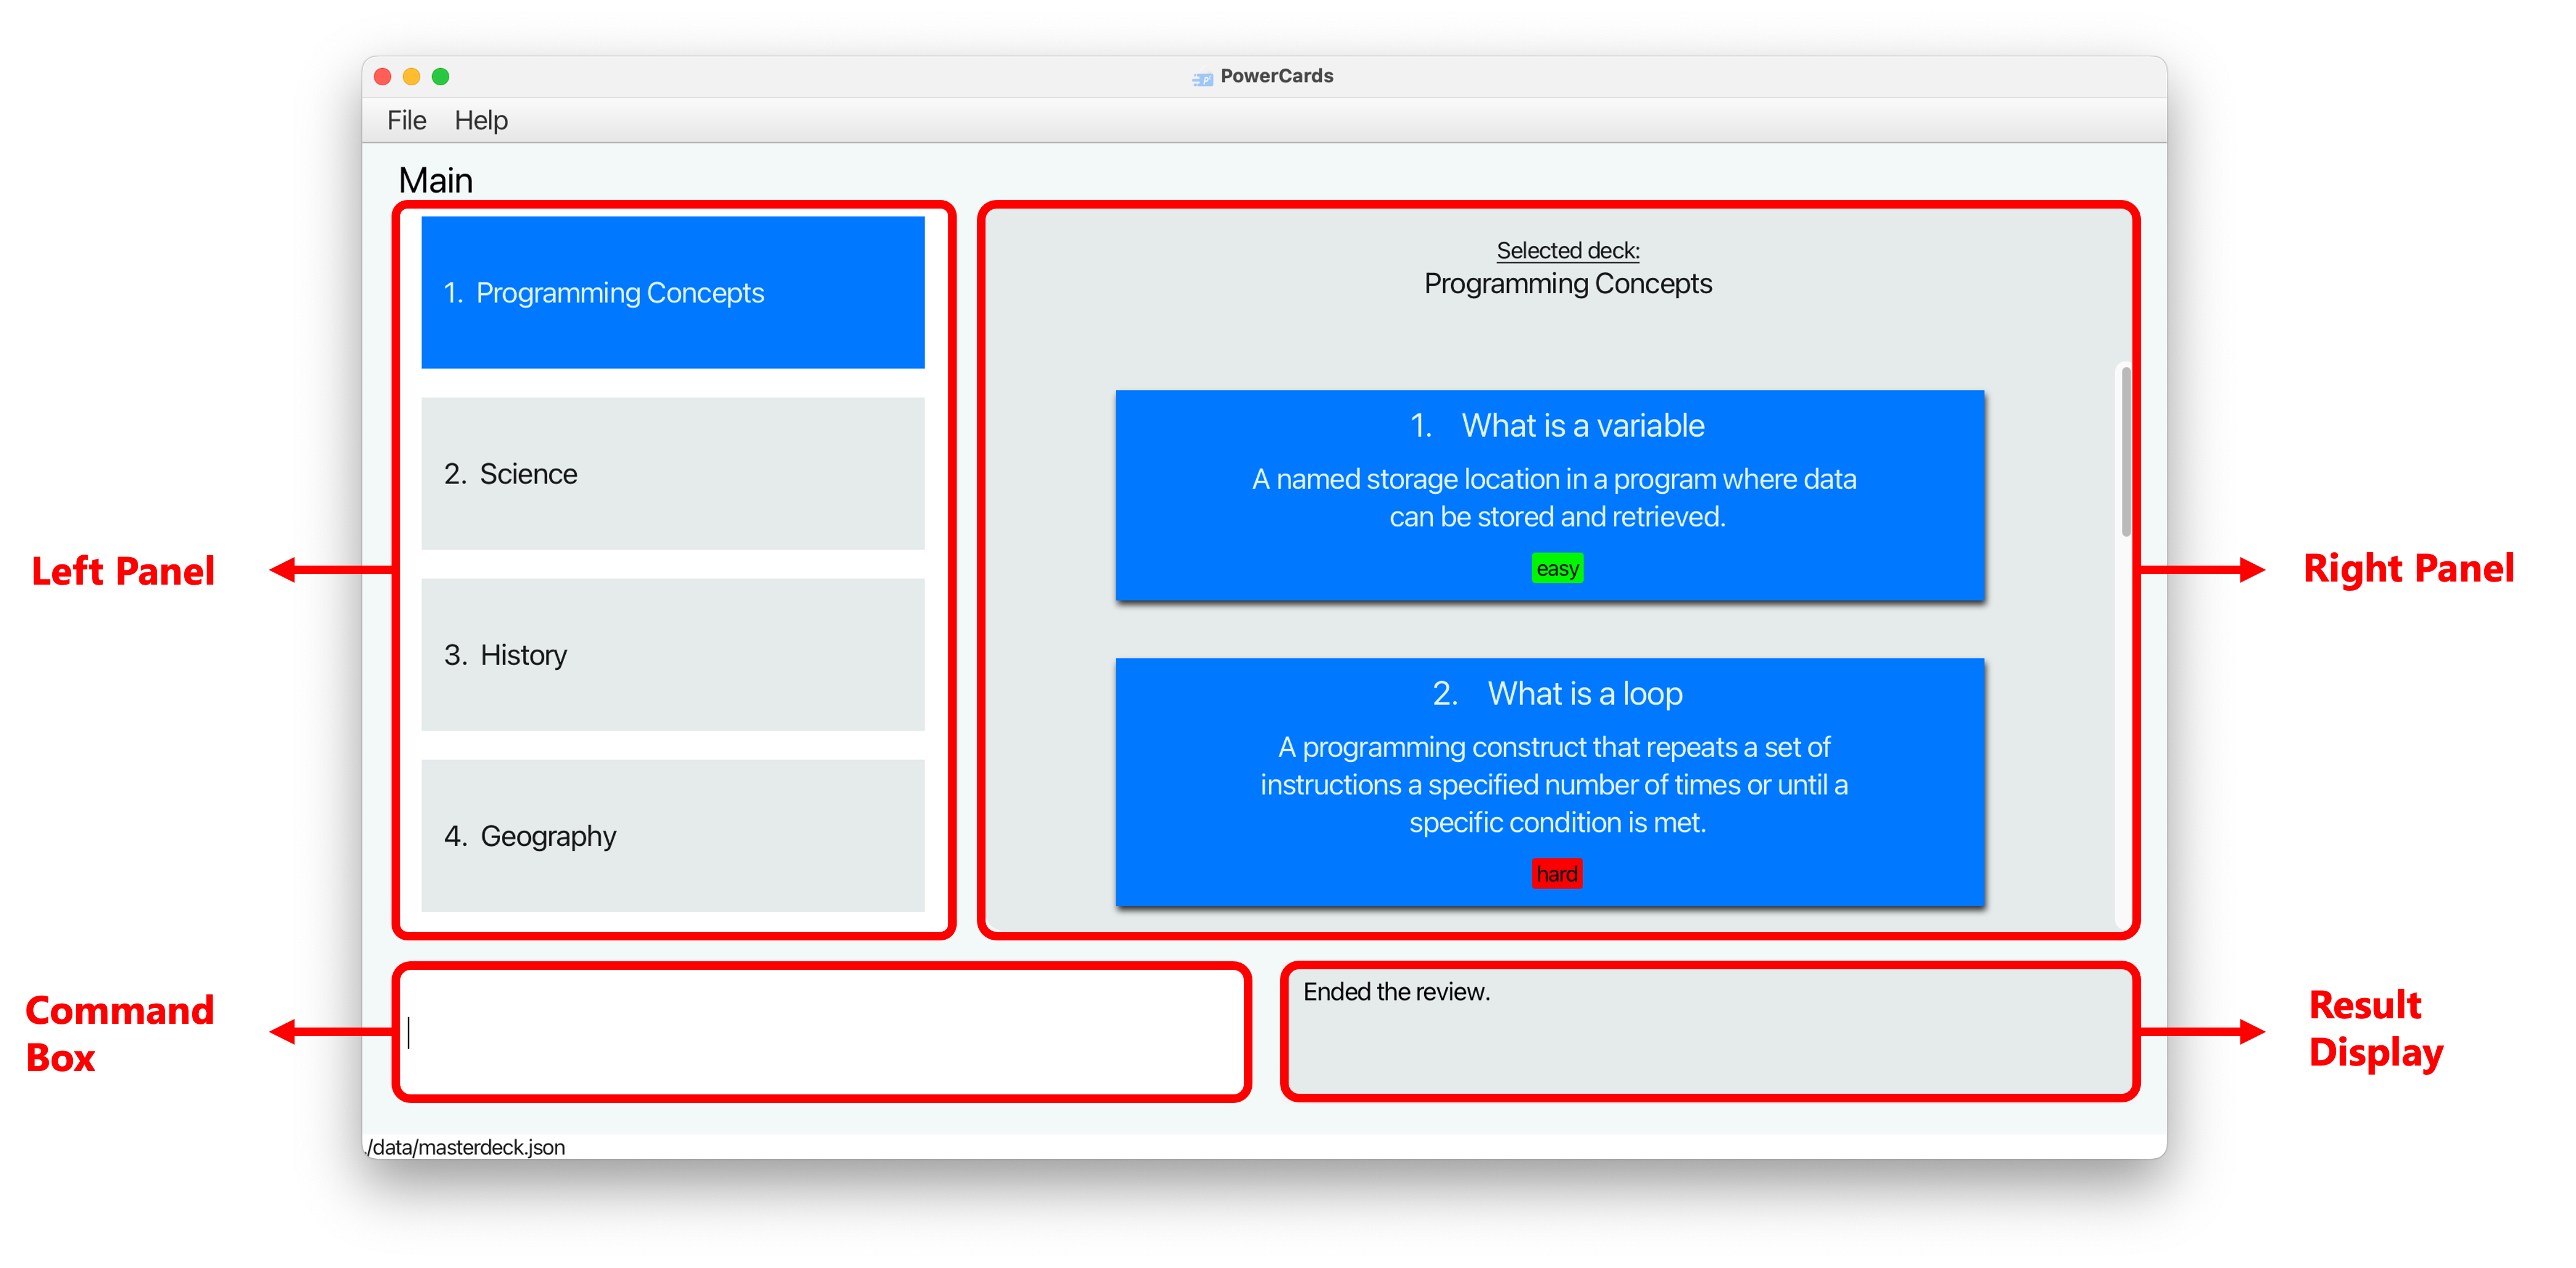 PowerCards
File Help
Main
1. Programming Concepts
2. Science
3. History
4. Geography
Selected deck:
Programming Concepts
1. What is a variable
A named storage location in a program where data
can be stored and retrieved.
easy
2. What is a loop
A programming construct that repeats a set of
instructions a specified number of times or until a
specific condition is met.
hard
Left Panel
Right Panel
Command
Box
Ended the review.
Result
Display
/data/masterdeck.json